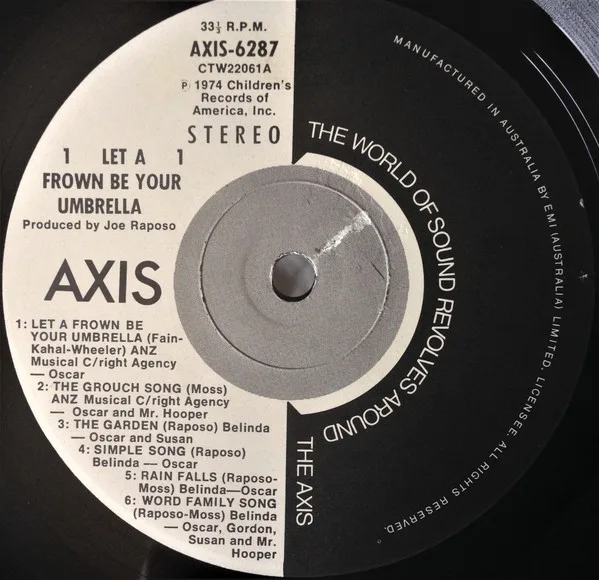 33⅓ R.P.M.
AXIS-6287
CTW22061A
Ⓟ 1974 Children's
Records of
America, Inc.
STEREO
1 LET A 1
FROWN BE YOUR
UMBRELLA
Produced by Joe Raposo
AXIS
1: LET A FROWN BE
YOUR UMBRELLA (Fain-
Kahal-Wheeler) ANZ
Musical C/right Agency
— Oscar
2: THE GROUCH SONG (Moss)
ANZ Musical C/right Agency
— Oscar and Mr. Hooper
3: THE GARDEN (Raposo) Belinda
— Oscar and Susan
4: SIMPLE SONG (Raposo)
Belinda — Oscar
5: RAIN FALLS (Raposo-
Moss) Belinda—Oscar
6: WORD FAMILY SONG
(Raposo-Moss) Belinda
— Oscar, Gordon,
Susan and Mr.
Hooper
THE WORLD OF SOUND REVOLVES AROUND
THE AXIS
MANUFACTURED IN AUSTRALIA BY EMI (AUSTRALIA) LIMITED. LICENSEE. ALL RIGHTS RESERVED.